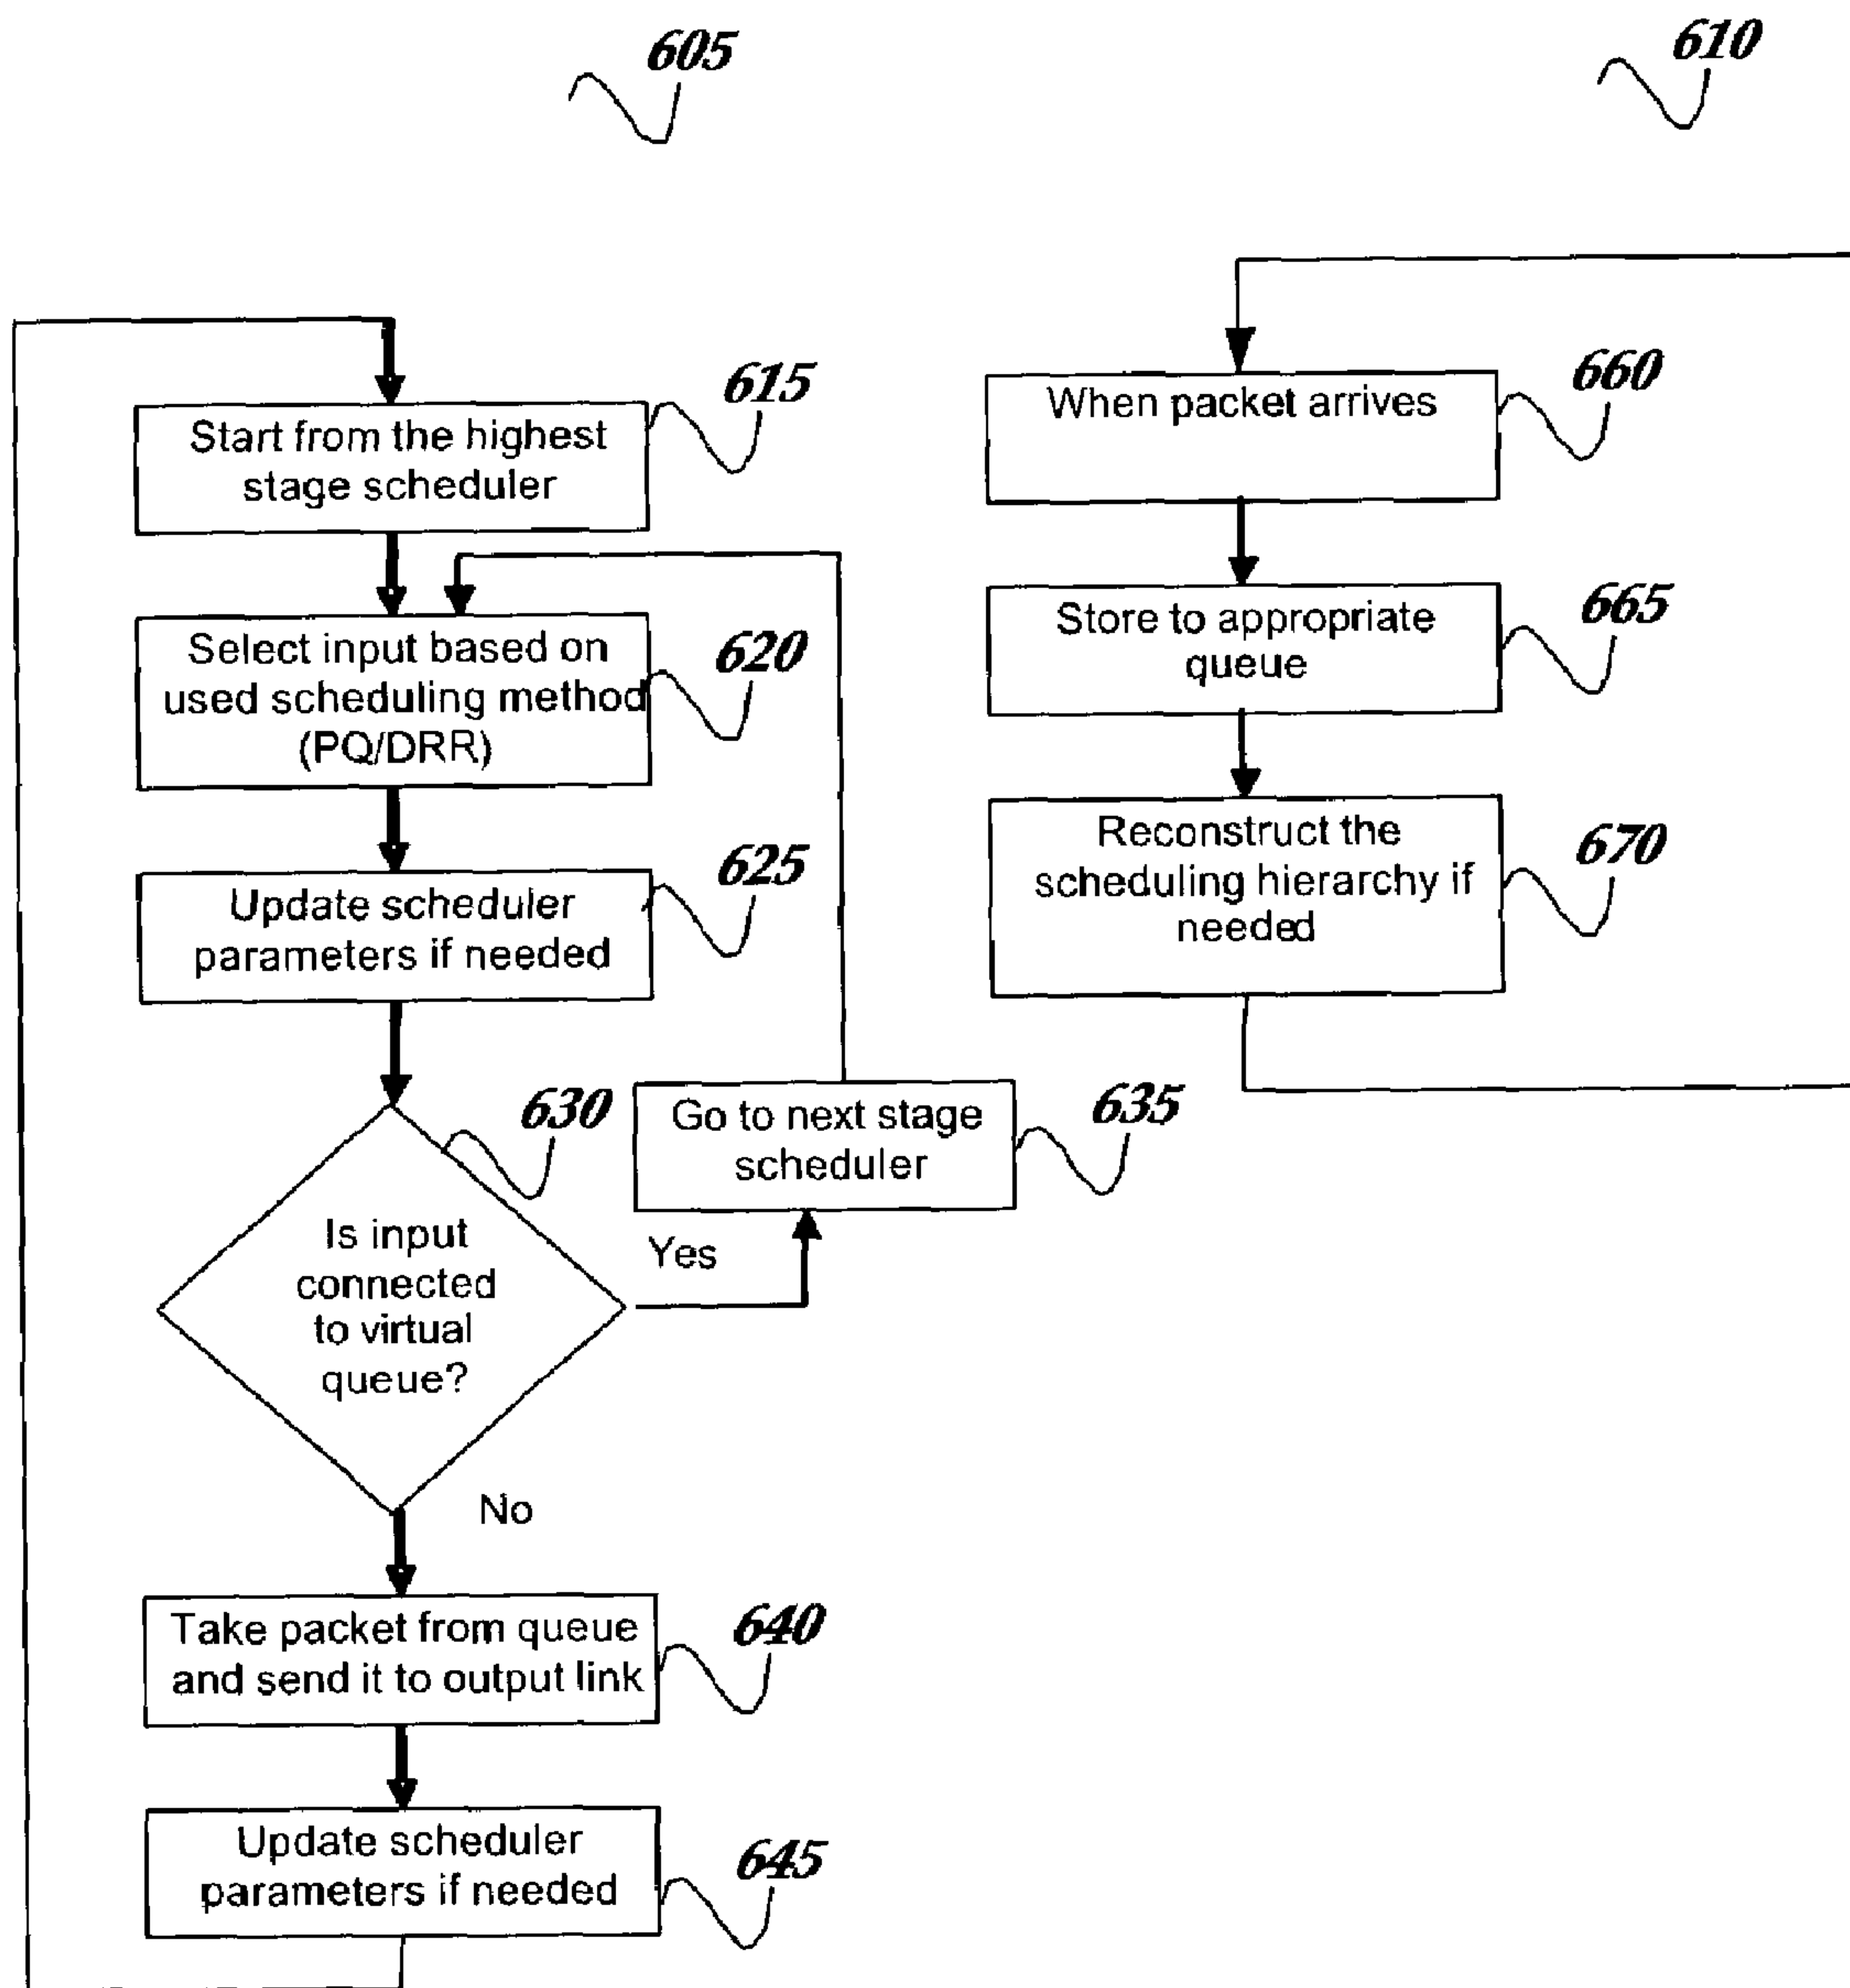 605
610
615
Start from the highest
stage scheduler
620
Select input based on
used scheduling method
(PQ/DRR)
625
Update scheduler
parameters if needed
630
Is input
connected
to virtual
queue?
Yes
635
Go to next stage
scheduler
No
640
Take packet from queue
and send it to output link
645
Update scheduler
parameters if needed
660
When packet arrives
665
Store to appropriate
queue
670
Reconstruct the
scheduling hierarchy if
needed